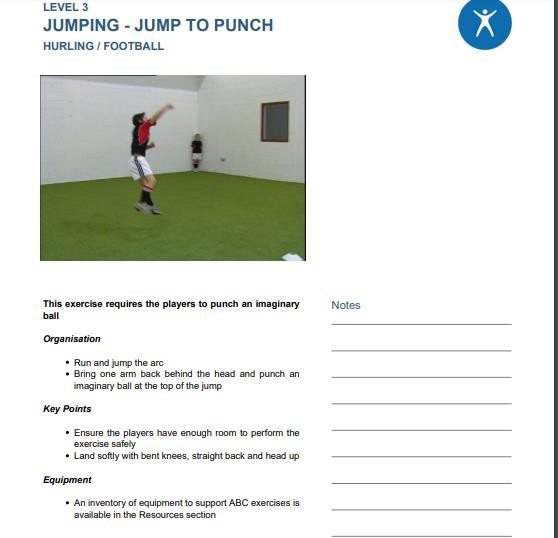 LEVEL 3
JUMPING - JUMP TO PUNCH
HURLING / FOOTBALL
This exercise requires the players to punch an imaginary
ball
Organisation
• Run and jump the arc
• Bring one arm back behind the head and punch an
imaginary ball at the top of the jump
Key Points
• Ensure the players have enough room to perform the
exercise safely
• Land softly with bent knees, straight back and head up
Equipment
• An inventory of equipment to support ABC exercises is
available in the Resources section
Notes